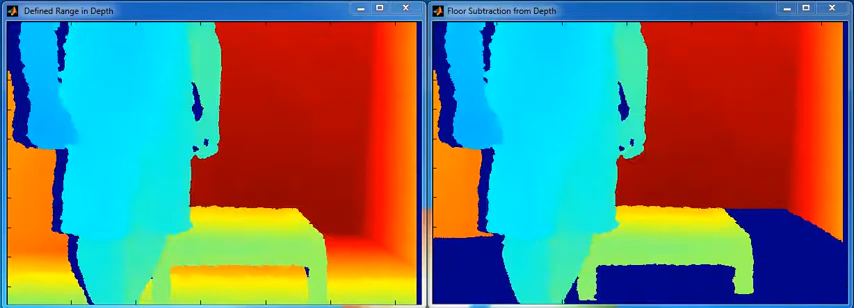 Defined Range in Depth
Floor Subtraction from Depth